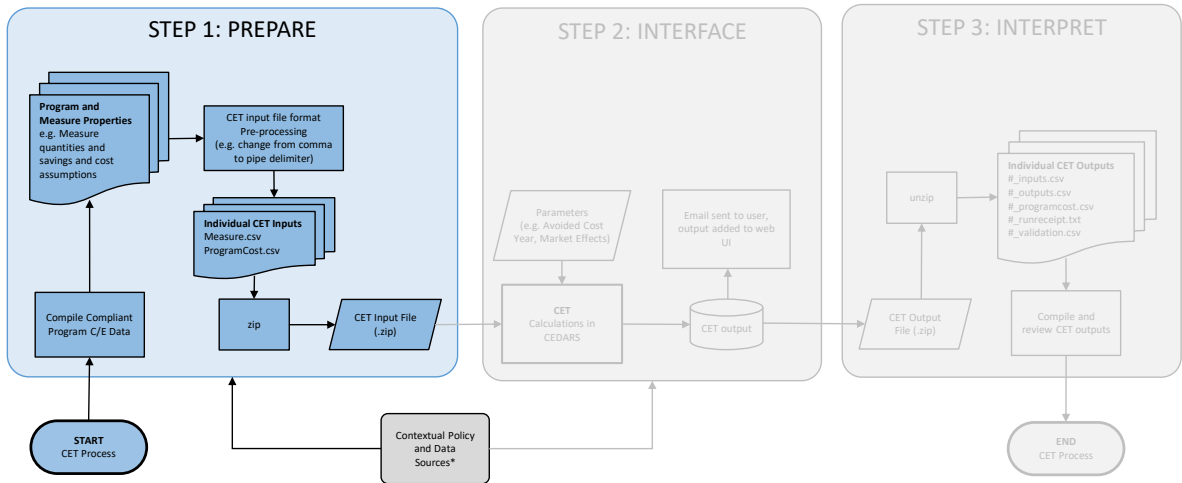 STEP 1: PREPARE
Program and
Measure Properties
e.g. Measure
quantities and
savings and cost
assumptions
CET input file format
Pre-processing
(e.g. change from comma
to pipe delimiter)
Individual CET Inputs
Measure.csv
ProgramCost.csv
Compile Compliant
Program C/E Data
zip
CET Input File
(.zip)
START
CET Process
Contextual Policy
and Data
Sources*
STEP 2: INTERFACE
Parameters
(e.g. Avoided Cost
Year, Market Effects)
Email sent to user,
output added to web
UI
CET
Calculations in
CEDARS
CET output
STEP 3: INTERPRET
unzip
Individual CET Outputs
#_inputs.csv
#_outputs.csv
#_programcost.csv
#_runreceipt.txt
#_validation.csv
CET Output
File (.zip)
Compile and
review CET outputs
END
CET Process